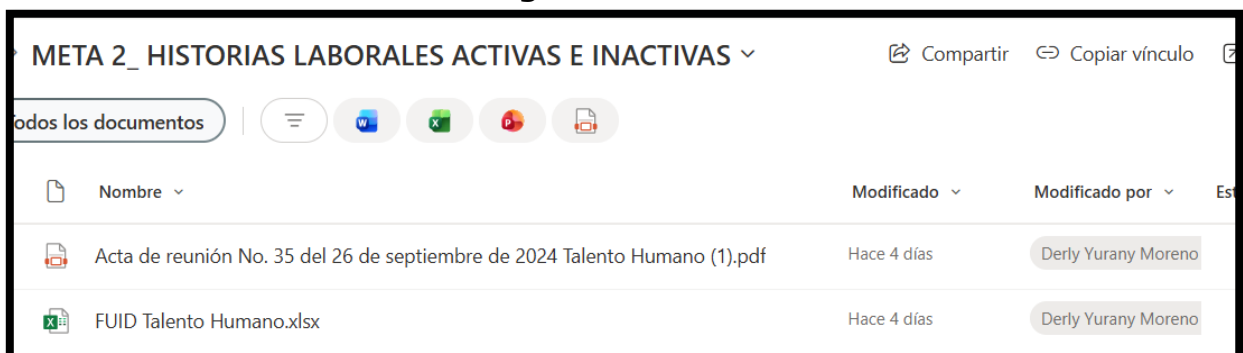 META 2_ HISTORIAS LABORALES ACTIVAS E INACTIVAS
Compartir
Copiar vínculo
Todos los documentos
Nombre
Modificado
Modificado por
Est
Acta de reunión No. 35 del 26 de septiembre de 2024 Talento Humano (1).pdf
Hace 4 días
Derly Yurany Moreno
FUID Talento Humano.xlsx
Hace 4 días
Derly Yurany Moreno